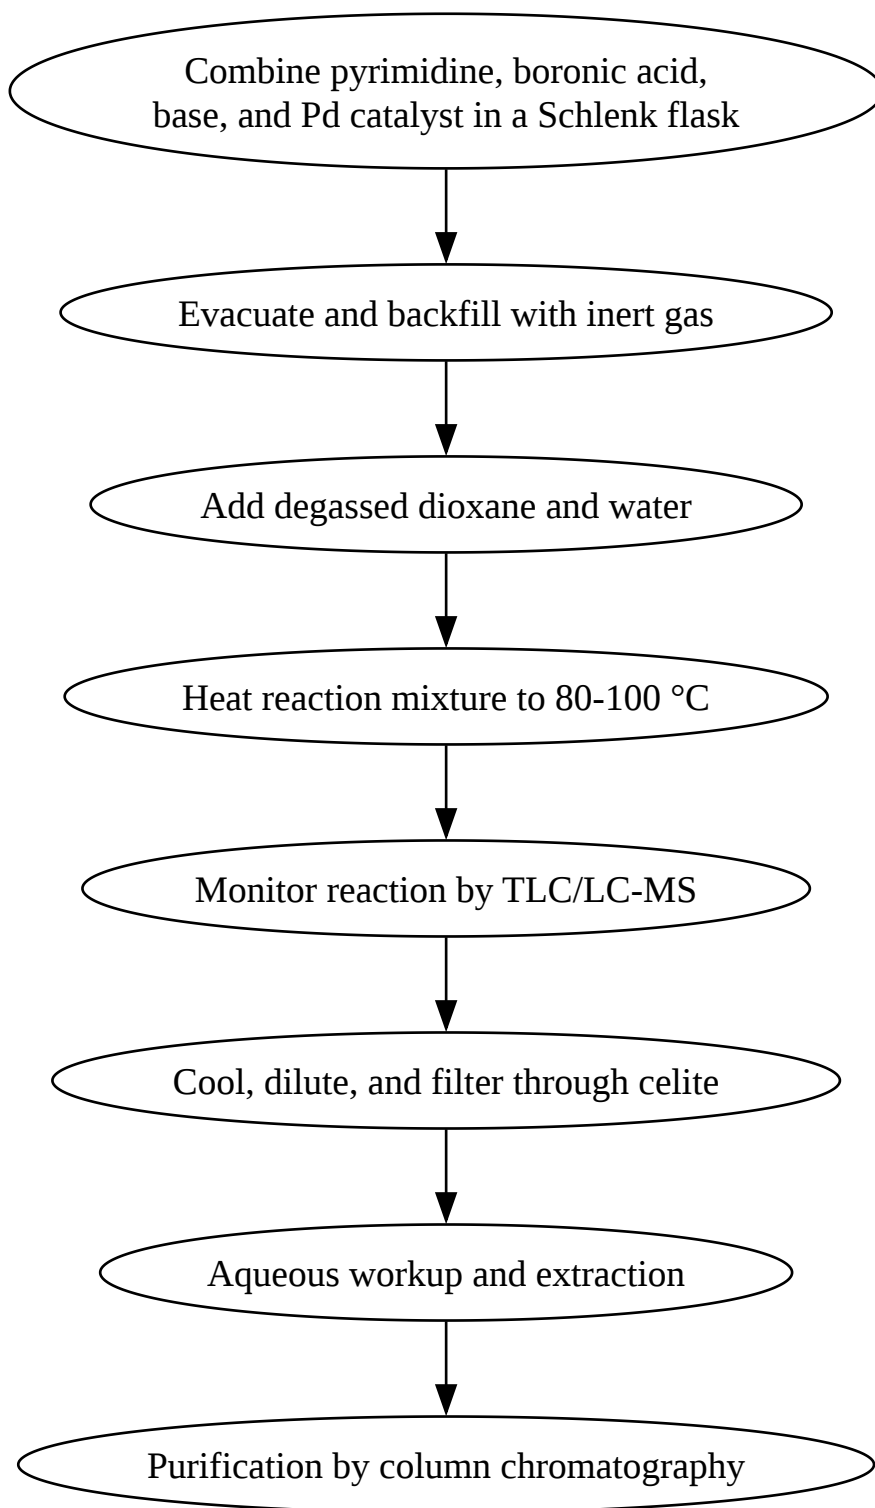 Combine pyrimidine, boronic acid,
base, and Pd catalyst in a Schlenk flask
Evacuate and backfill with inert gas
Add degassed dioxane and water
Heat reaction mixture to 80-100 °C
Monitor reaction by TLC/LC-MS
Cool, dilute, and filter through celite
Aqueous workup and extraction
Purification by column chromatography